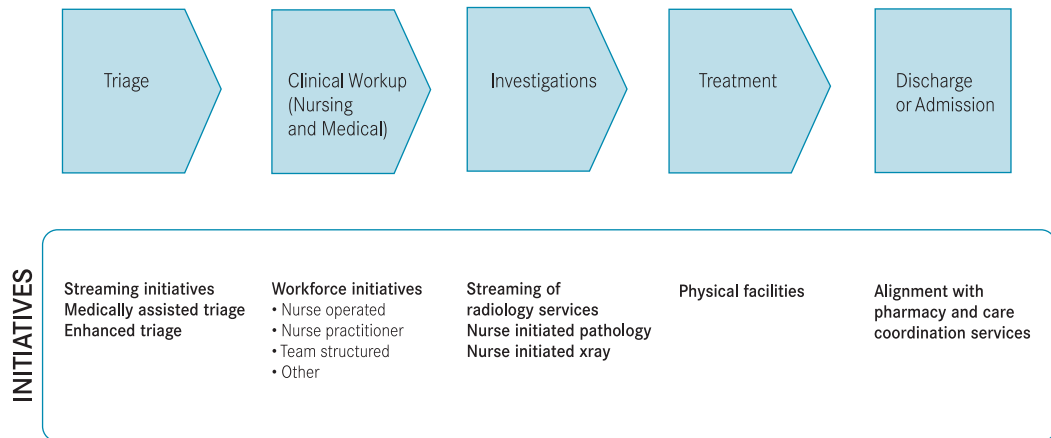 Triage
Clinical Workup
(Nursing
and Medical)
Investigations
Treatment
Discharge
or Admission
INITIATIVES
Streaming initiatives
Medically assisted triage
Enhanced triage
Workforce initiatives
• Nurse operated
• Nurse practitioner
• Team structured
• Other
Streaming of
radiology services
Nurse initiated pathology
Nurse initiated xray
Physical facilities
Alignment with
pharmacy and care
coordination services